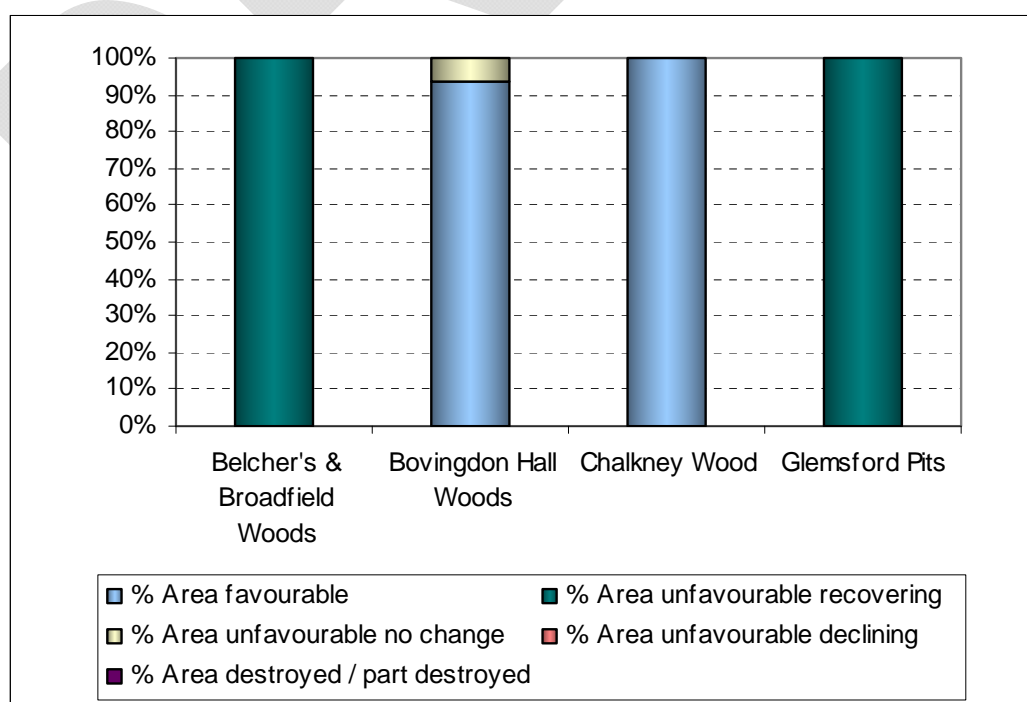 100%
90%
80%
70%
60%
50%
40%
30%
20%
10%
0%
Belcher's &
Broadfield
Woods
Bovingdon Hall
Woods
Chalkney Wood
Glemsford Pits
% Area favourable
% Area unfavourable recovering
% Area unfavourable no change
% Area unfavourable declining
% Area destroyed / part destroyed